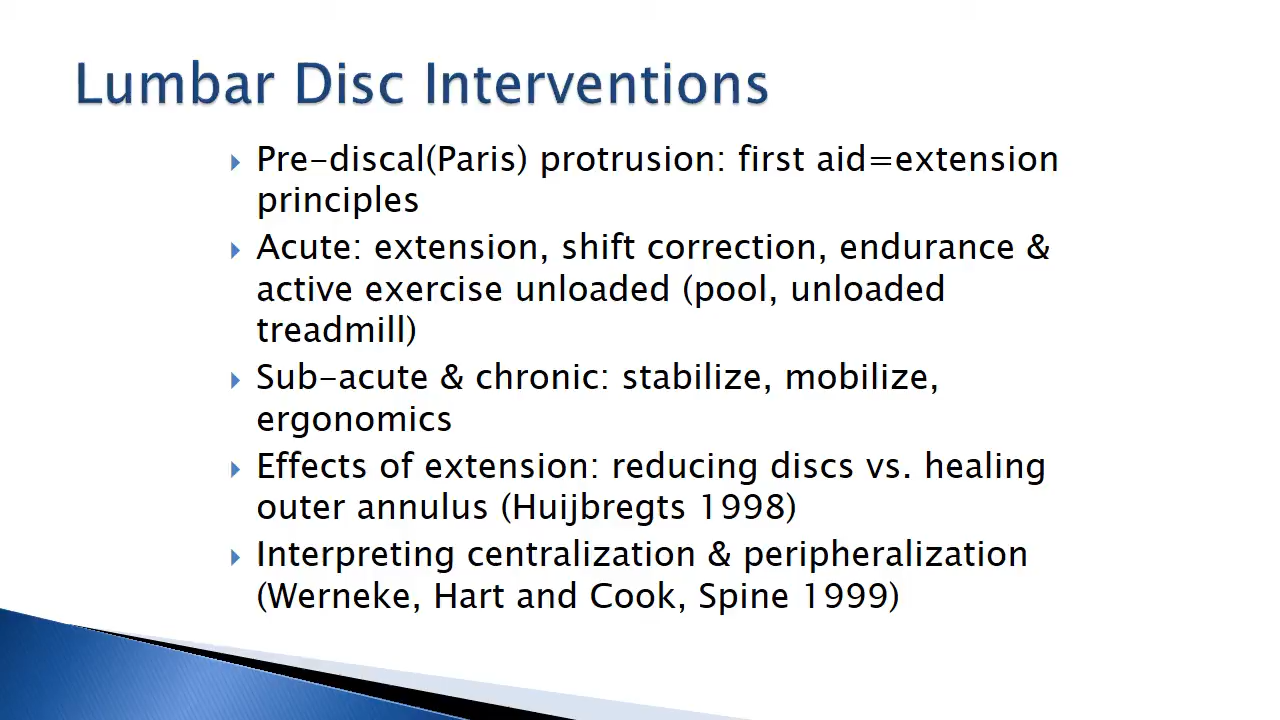 Lumbar Disc Interventions
Pre-discal(Paris) protrusion: first aid=extension
principles
Acute: extension, shift correction, endurance &
active exercise unloaded (pool, unloaded
treadmill)
Sub-acute & chronic: stabilize, mobilize,
ergonomics
Effects of extension: reducing discs vs. healing
outer annulus (Huijbregts 1998)
Interpreting centralization & peripheralization
(Werneke, Hart and Cook, Spine 1999)